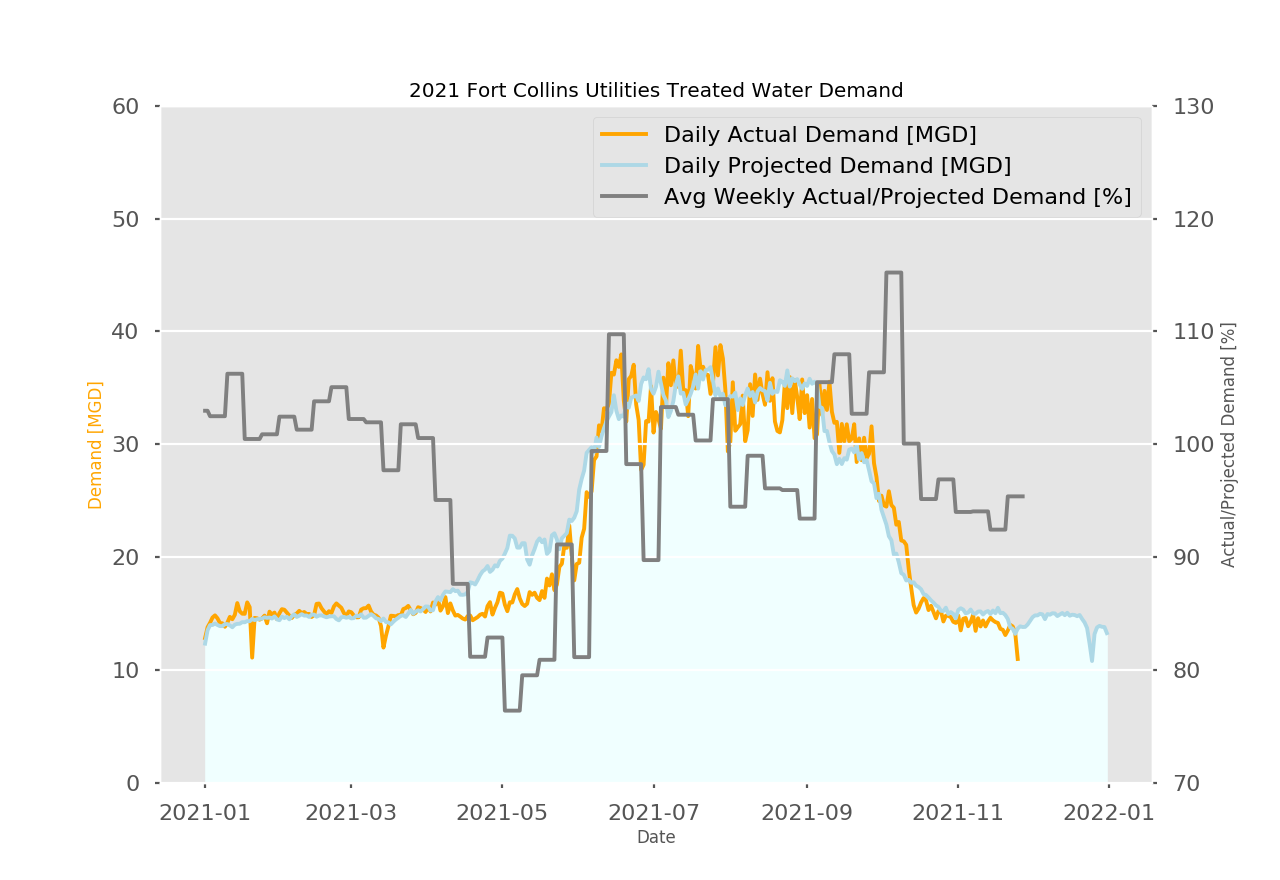 2021 Fort Collins Utilities Treated Water Demand
Daily Actual Demand [MGD]
Daily Projected Demand [MGD]
Avg Weekly Actual/Projected Demand [%]
60
50
40
30
20
10
0
Demand [MGD]
130
120
110
100
90
80
70
Actual/Projected Demand [%]
2021-01 2021-03 2021-05 2021-07 2021-09 2021-11 2022-01
Date